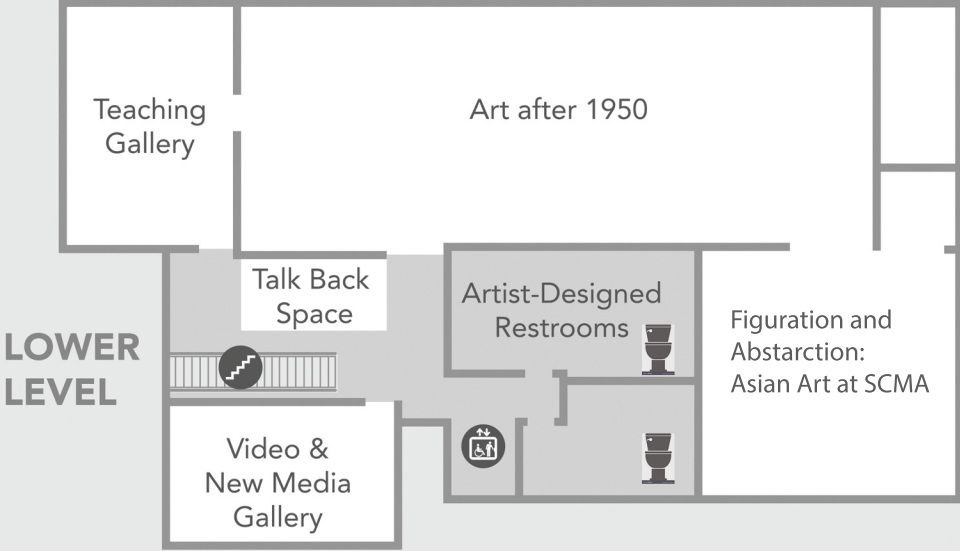 Teaching
Gallery
Art after 1950
Talk Back
Space
Artist-Designed
Restrooms
Figuration and
Abstarction:
Asian Art at SCMA
LOWER
LEVEL
Video &
New Media
Gallery